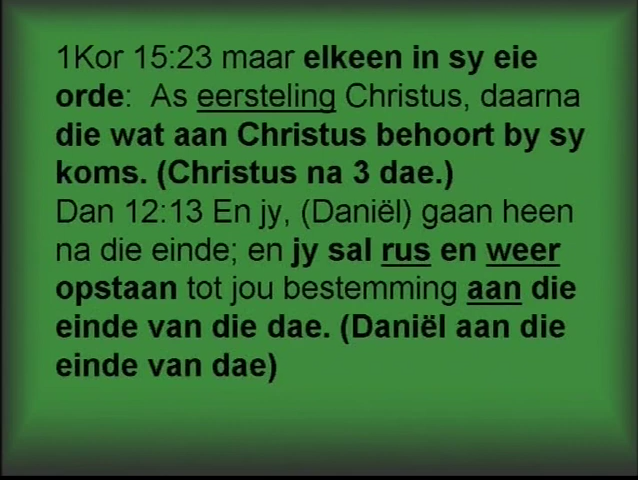 1Kor 15:23 maar elkeen in sy eie
orde:  As eersteling Christus, daarna
die wat aan Christus behoort by sy
koms. (Christus na 3 dae.)
Dan 12:13 En jy, (Daniël) gaan heen
na die einde; en jy sal rus en weer
opstaan tot jou bestemming aan die
einde van die dae. (Daniël aan die
einde van dae)